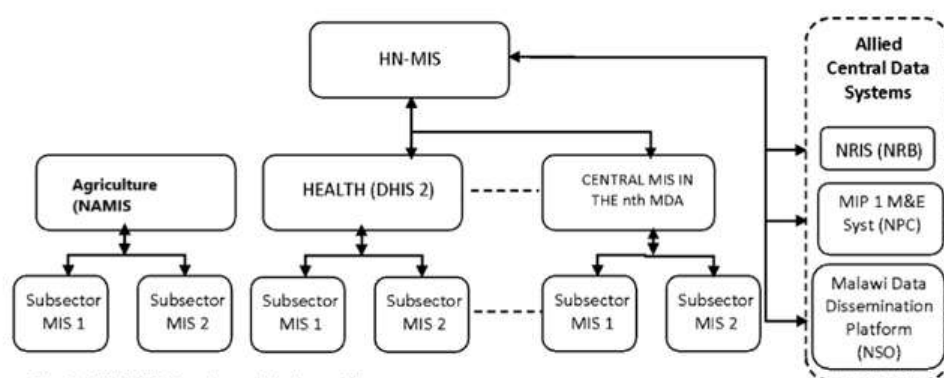 HN-MIS
Allied
Central Data
Systems
NRIS (NRB)
MIP 1 M&E
Syst (NPC)
Malawi Data
Dissemination
Platform
(NSO)
Agriculture
(NAMIS
HEALTH (DHIS 2)
CENTRAL MIS IN
THE nth MDA
Subsector
MIS 1
Subsector
MIS 2
Subsector
MIS 1
Subsector
MIS 2
Subsector
MIS 1
Subsector
MIS 2